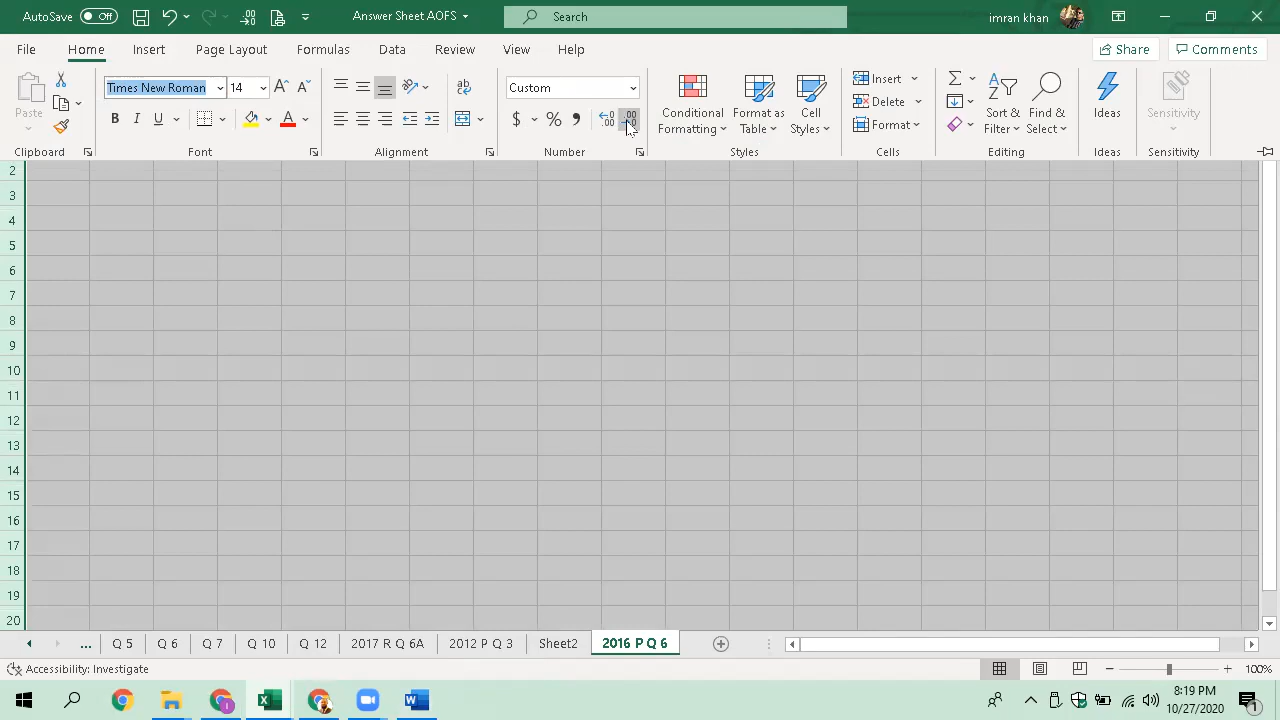 AutoSave Off Answer Sheet AOFS Search imran khan
File Home Insert Page Layout Formulas Data Review View Help Share Comments
Times New Roman 14 Custom Insert
Paste B I U $ % Conditional Formatting Format as Table Cell Styles Delete Sort & Filter Find & Select Ideas Sensitivity
Format
Clipboard Font Alignment Number Styles Cells Editing Ideas Sensitivity
2
3
4
5
6
7
8
9
10
11
12
13
14
15
16
17
18
19
20
... Q 5 Q 6 Q 7 Q 10 Q 12 2017 R Q 6A 2012 P Q 3 Sheet2 2016 P Q 6
Accessibility: Investigate 100%
8:19 PM
10/27/2020
1